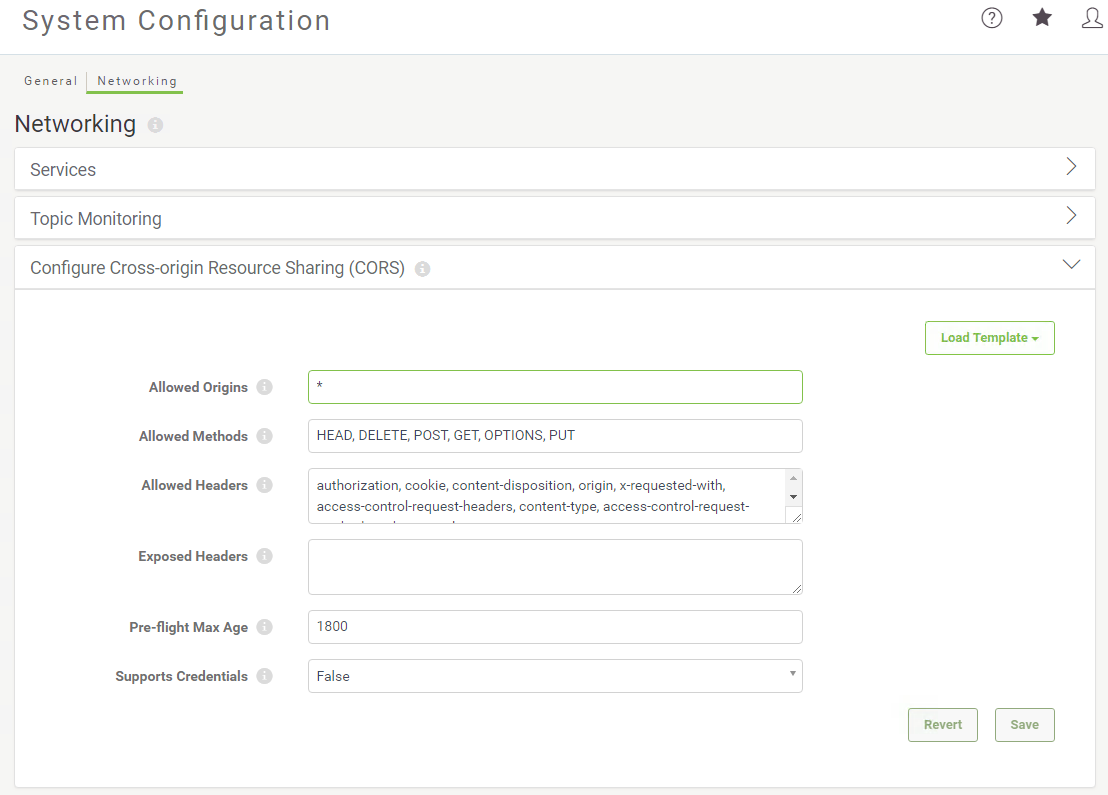 System Configuration
General
Networking
Networking
Services
Topic Monitoring
Configure Cross-origin Resource Sharing (CORS)
Load Template
Allowed Origins
*
Allowed Methods
HEAD, DELETE, POST, GET, OPTIONS, PUT
Allowed Headers
authorization, cookie, content-disposition, origin, x-requested-with,
access-control-request-headers, content-type, access-control-request-
Exposed Headers
Pre-flight Max Age
1800
Supports Credentials
False
Revert
Save